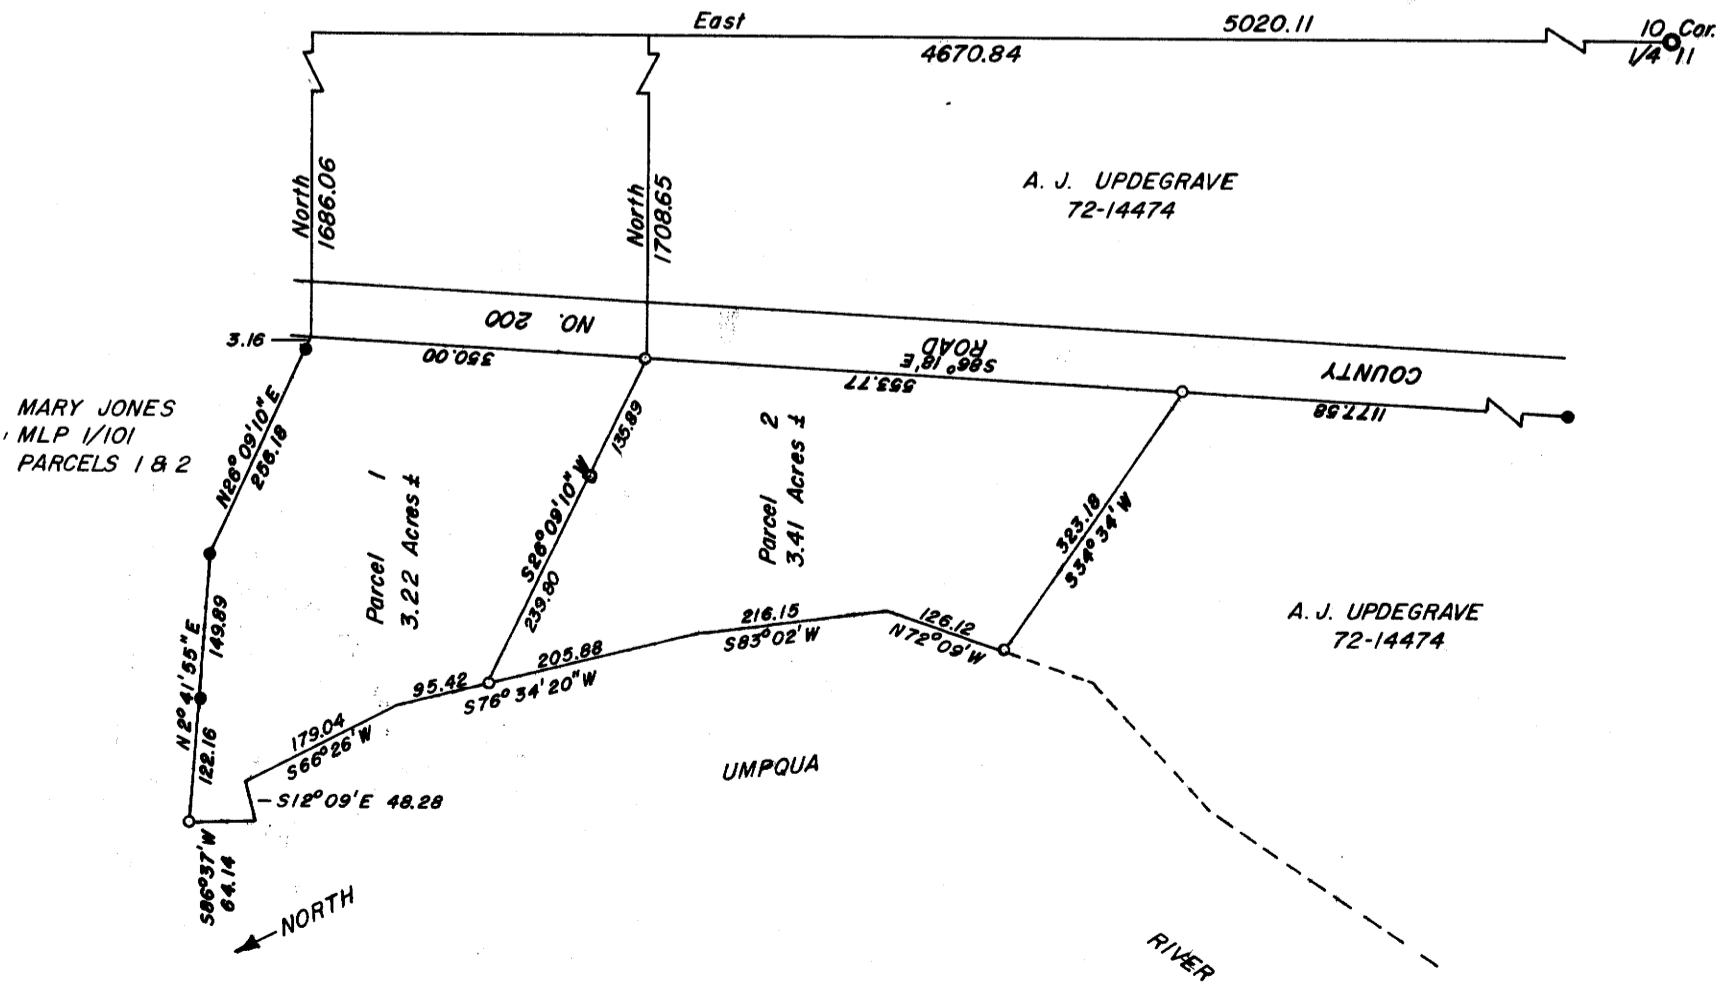 East
5020.11
4670.84
10 Cor.
1/4 11
North
1686.06
North
1708.65
A. J. UPDEGRAVE
72-14474
NO. 200
ROAD
COUNTY
3.16
350.00
S86°18'E
553.77
1177.58
MARY JONES
MLP 1/101
PARCELS 1 & 2
N26°09'10"E
256.18
135.89
S26°09'10"W
239.80
Parcel 1
3.22 Acres ±
Parcel 2
3.41 Acres ±
323.18
S34°34'W
N2°41'55"E
149.89
122.16
216.15
S83°02'W
126.12
N72°09'W
205.88
S76°34'20"W
95.42
179.04
S66°26'W
S12°09'E 48.28
S86°37'W
64.14
A. J. UPDEGRAVE
72-14474
UMPQUA
RIVER
NORTH